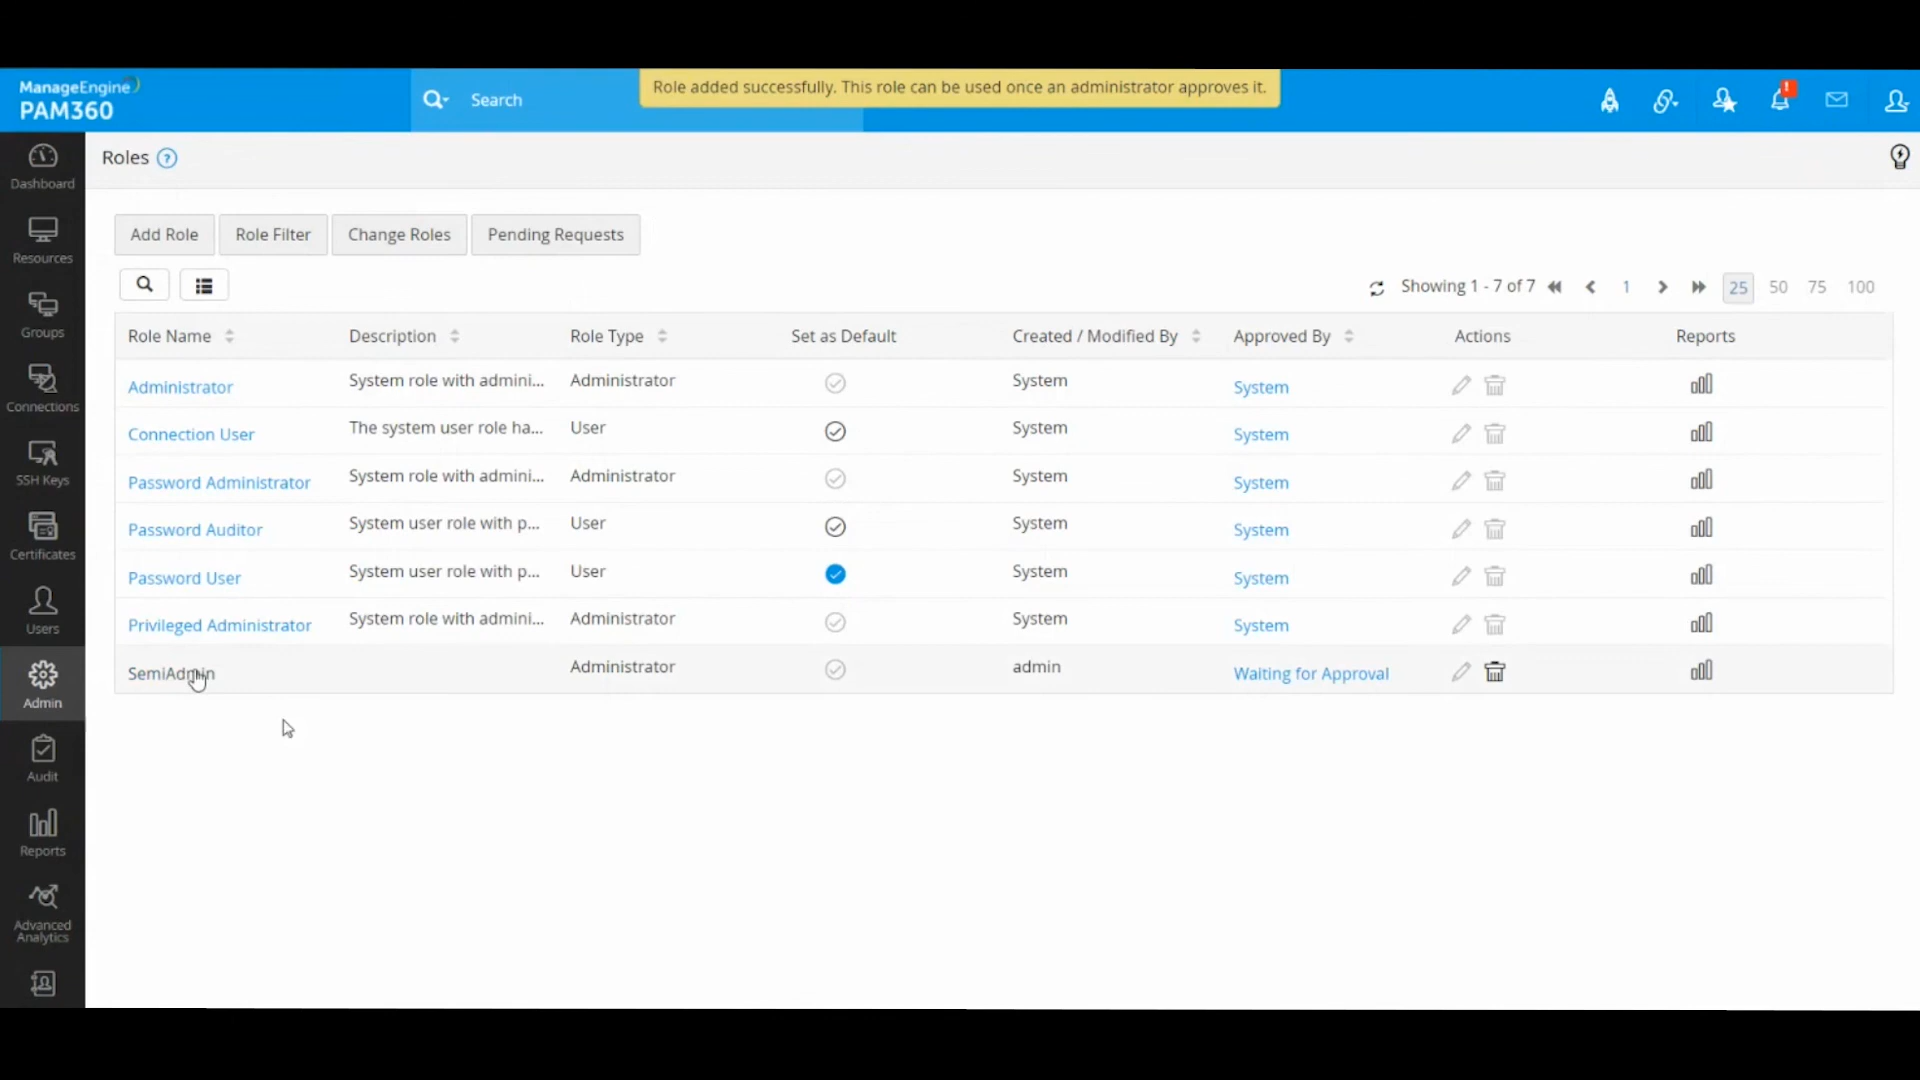 ManageEngine
PAM360
Search
Role added successfully. This role can be used once an administrator approves it.
!
Dashboard
Resources
Groups
Connections
SSH Keys
Certificates
Users
Admin
Audit
Reports
Advanced
Analytics
Roles ?
Add Role Role Filter Change Roles Pending Requests
Showing 1 - 7 of 7 1 25 50 75 100
Role Name Description Role Type Set as Default Created / Modified By Approved By Actions Reports
Administrator System role with admini... Administrator System System
Connection User The system user role ha... User System System
Password Administrator System role with admini... Administrator System System
Password Auditor System user role with p... User System System
Password User System user role with p... User System System
Privileged Administrator System role with admini... Administrator System System
SemiAdmin Administrator admin Waiting for Approval